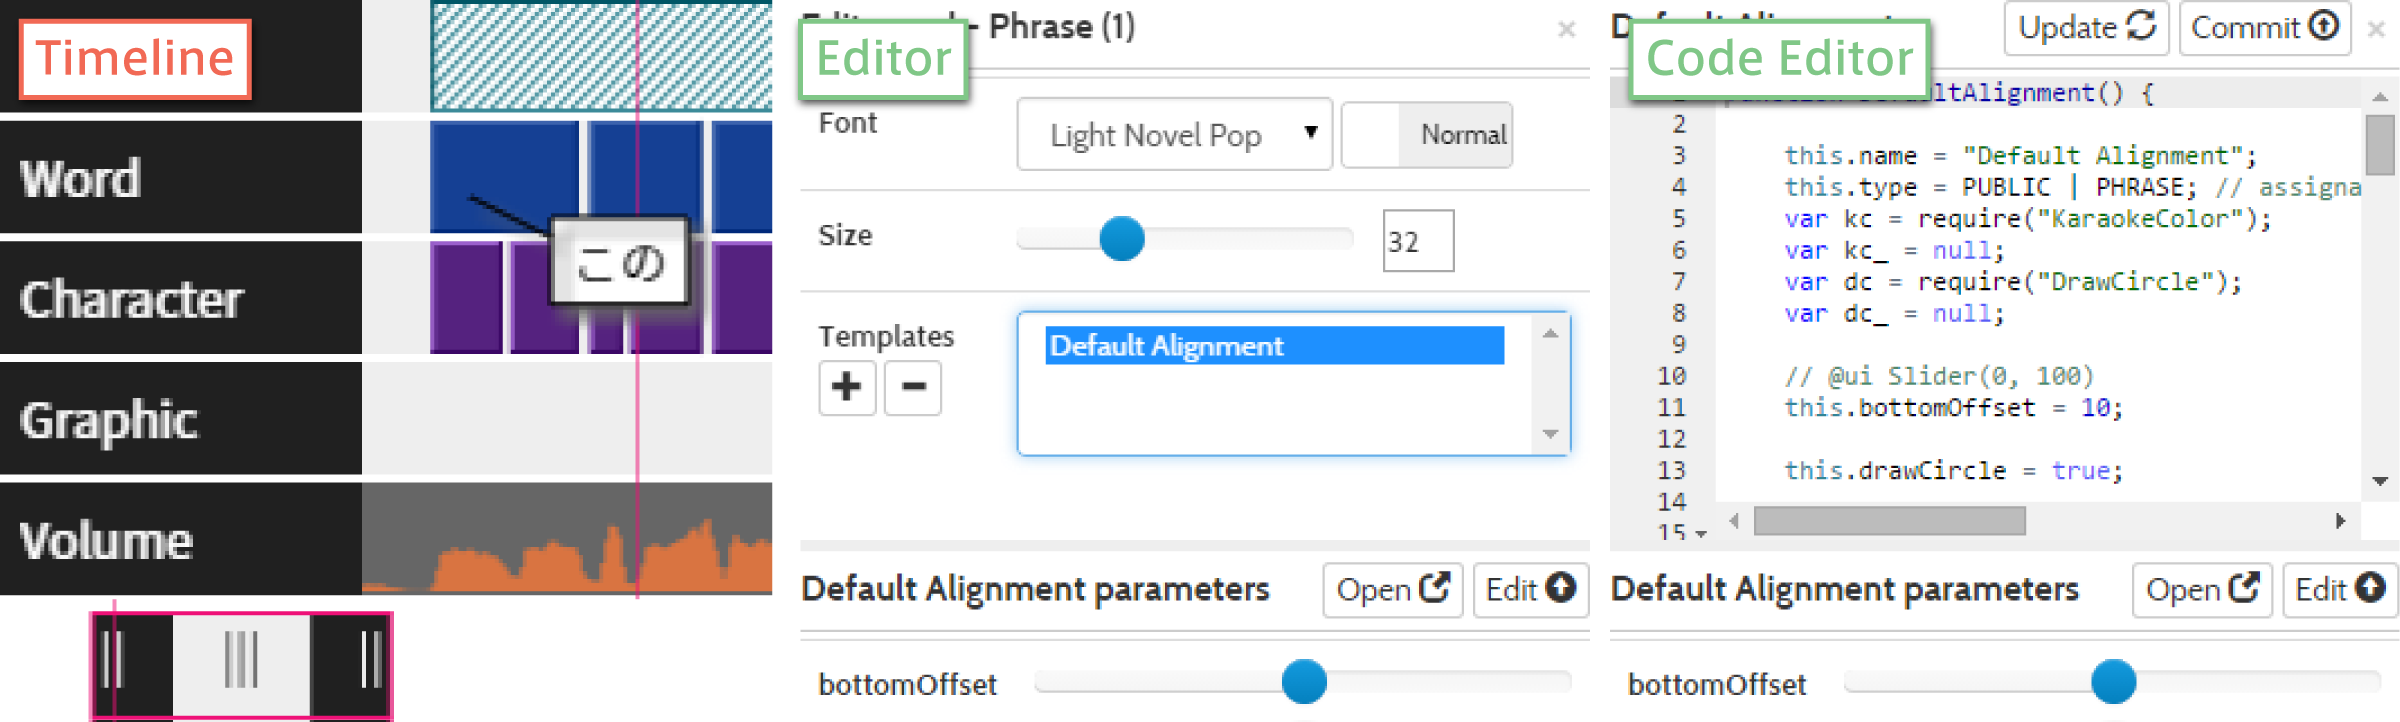 Timeline
Word
この
Character
Graphic
Volume
Editor
- Phrase (1)
Font
Light Novel Pop
Normal
Size
32
Templates
Default Alignment
Default Alignment parameters
Open
Edit
bottomOffset
Code Editor
Update
Commit
ltAlignment() {
2
3 this.name = "Default Alignment";
4 this.type = PUBLIC | PHRASE; // assigna
5 var kc = require("KaraokeColor");
6 var kc_ = null;
7 var dc = require("DrawCircle");
8 var dc_ = null;
9
10 // @ui Slider(0, 100)
11 this.bottomOffset = 10;
12
13 this.drawCircle = true;
14
15
Default Alignment parameters
Open
Edit
bottomOffset